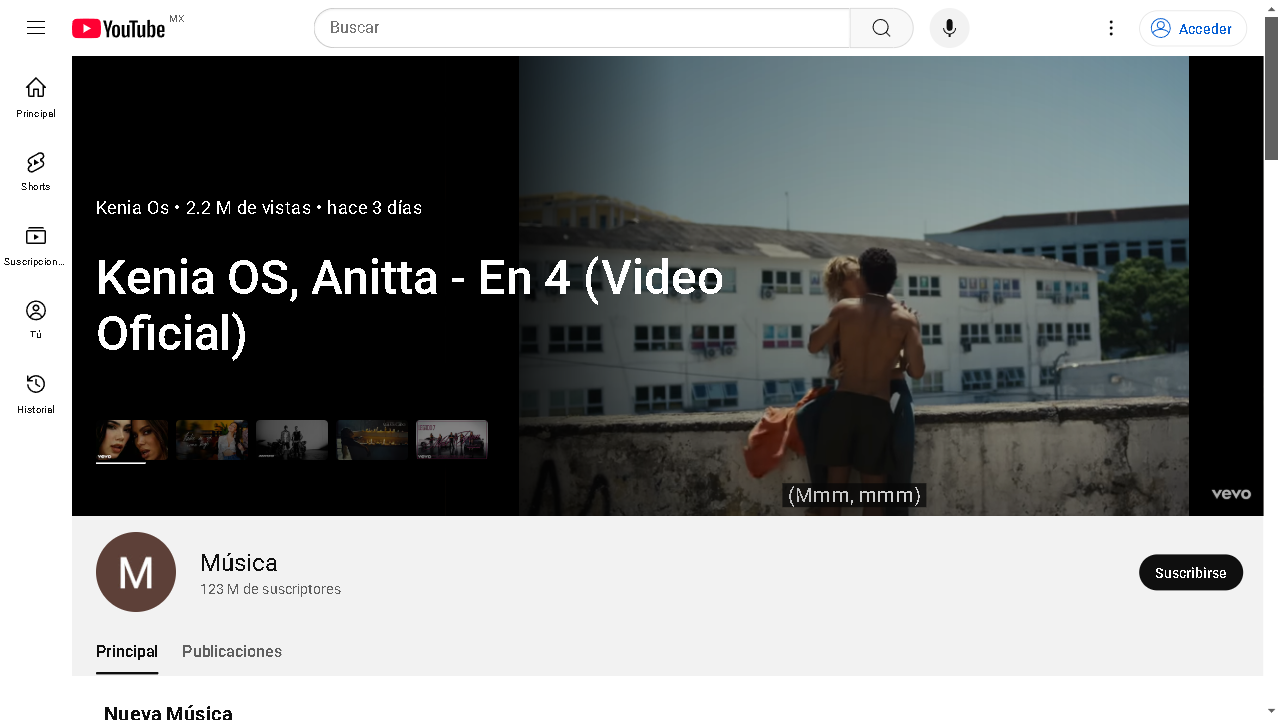 YouTube MX
Buscar
Acceder
Principal
Shorts
Suscripcion...
Tú
Historial
Kenia Os • 2.2 M de vistas • hace 3 días
Kenia OS, Anitta - En 4 (Video
Oficial)
(Mmm, mmm)
vevo
M
Música
123 M de suscriptores
Suscribirse
Principal
Publicaciones
Nueva Música